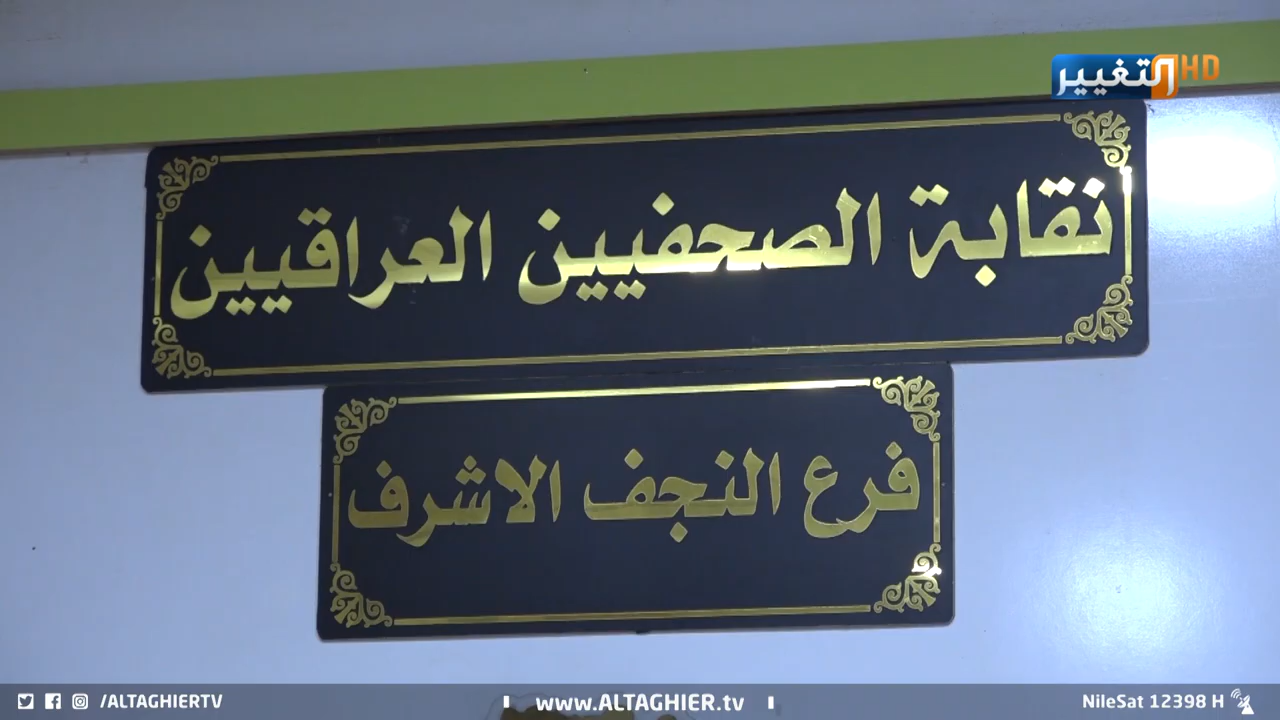 التغيير HD
نقابة الصحفيين العراقيين
فرع النجف الاشرف
/ALTAGHIERTV
www.ALTAGHIER.tv
NileSat 12398 H